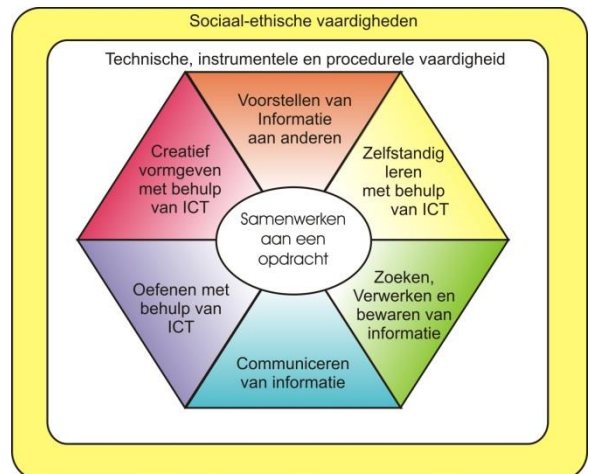 Sociaal-ethische vaardigheden
Technische, instrumentele en procedurele vaardigheid
Voorstellen van
Informatie
aan anderen
Creatief
vormgeven
met behulp
van ICT
Zelfstandig
leren
met behulp
van ICT
Samenwerken
aan een
opdracht
Oefenen met
behulp van
ICT
Zoeken,
Verwerken en
bewaren van
informatie
Communiceren
van informatie